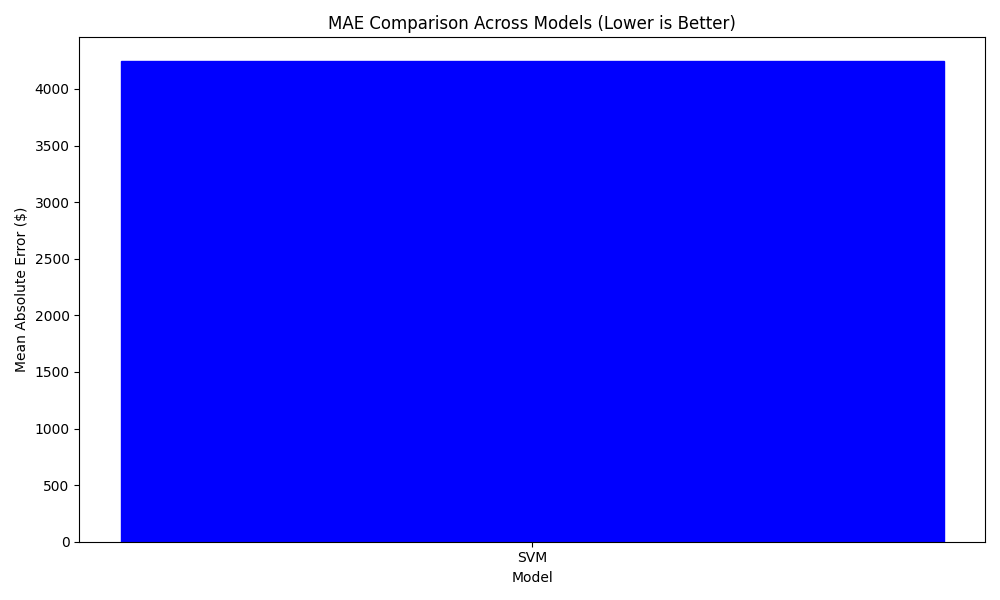 MAE Comparison Across Models (Lower is Better)
Mean Absolute Error ($)
4000
3500
3000
2500
2000
1500
1000
500
0
SVM
Model